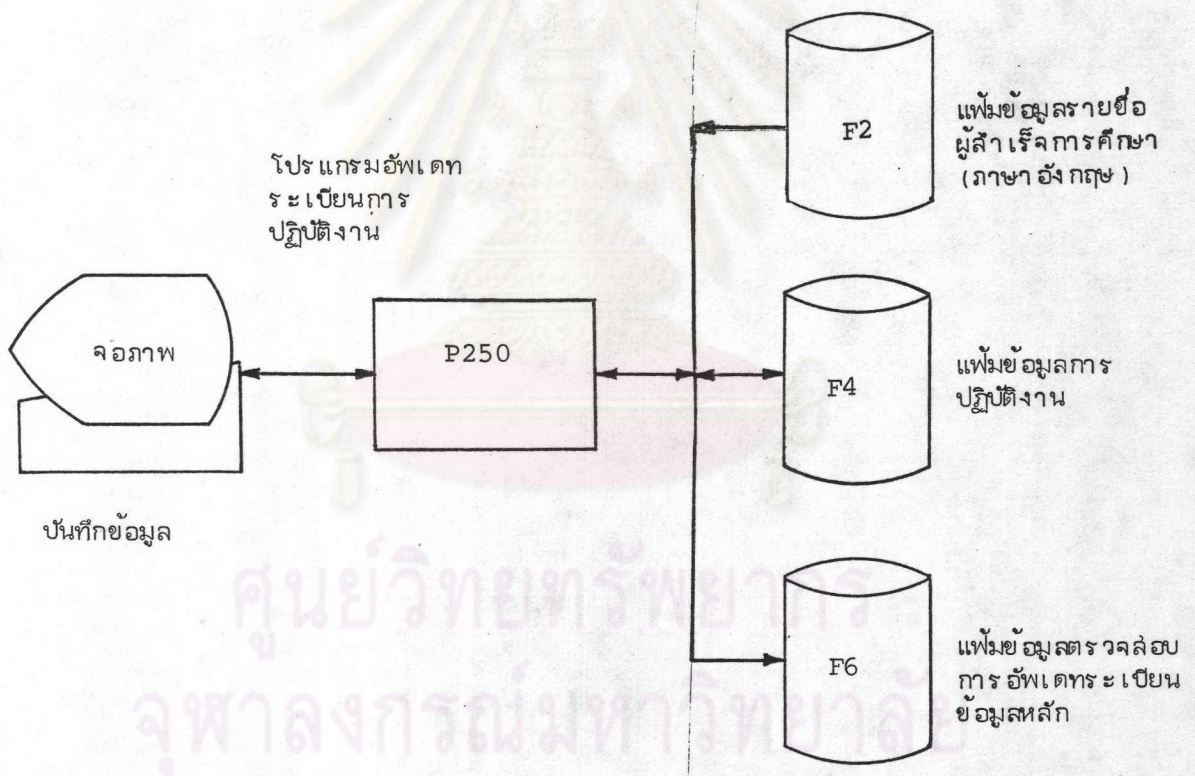 F2
แฟ้มข้อมูลรายชื่อ
ผู้สำเร็จการศึกษา
(ภาษาอังกฤษ)
โปรแกรมอัพเดท
ระเบียนการ
ปฏิบัติงาน
จอภาพ
P250
F4
แฟ้มข้อมูลการ
ปฏิบัติงาน
บันทึกข้อมูล
F6
แฟ้มข้อมูลตรวจสอบ
การอัพเดทระเบียน
ข้อมูลหลัก
ศูนย์วิทยทรัพยากร
จุฬาลงกรณ์มหาวิทยาลัย